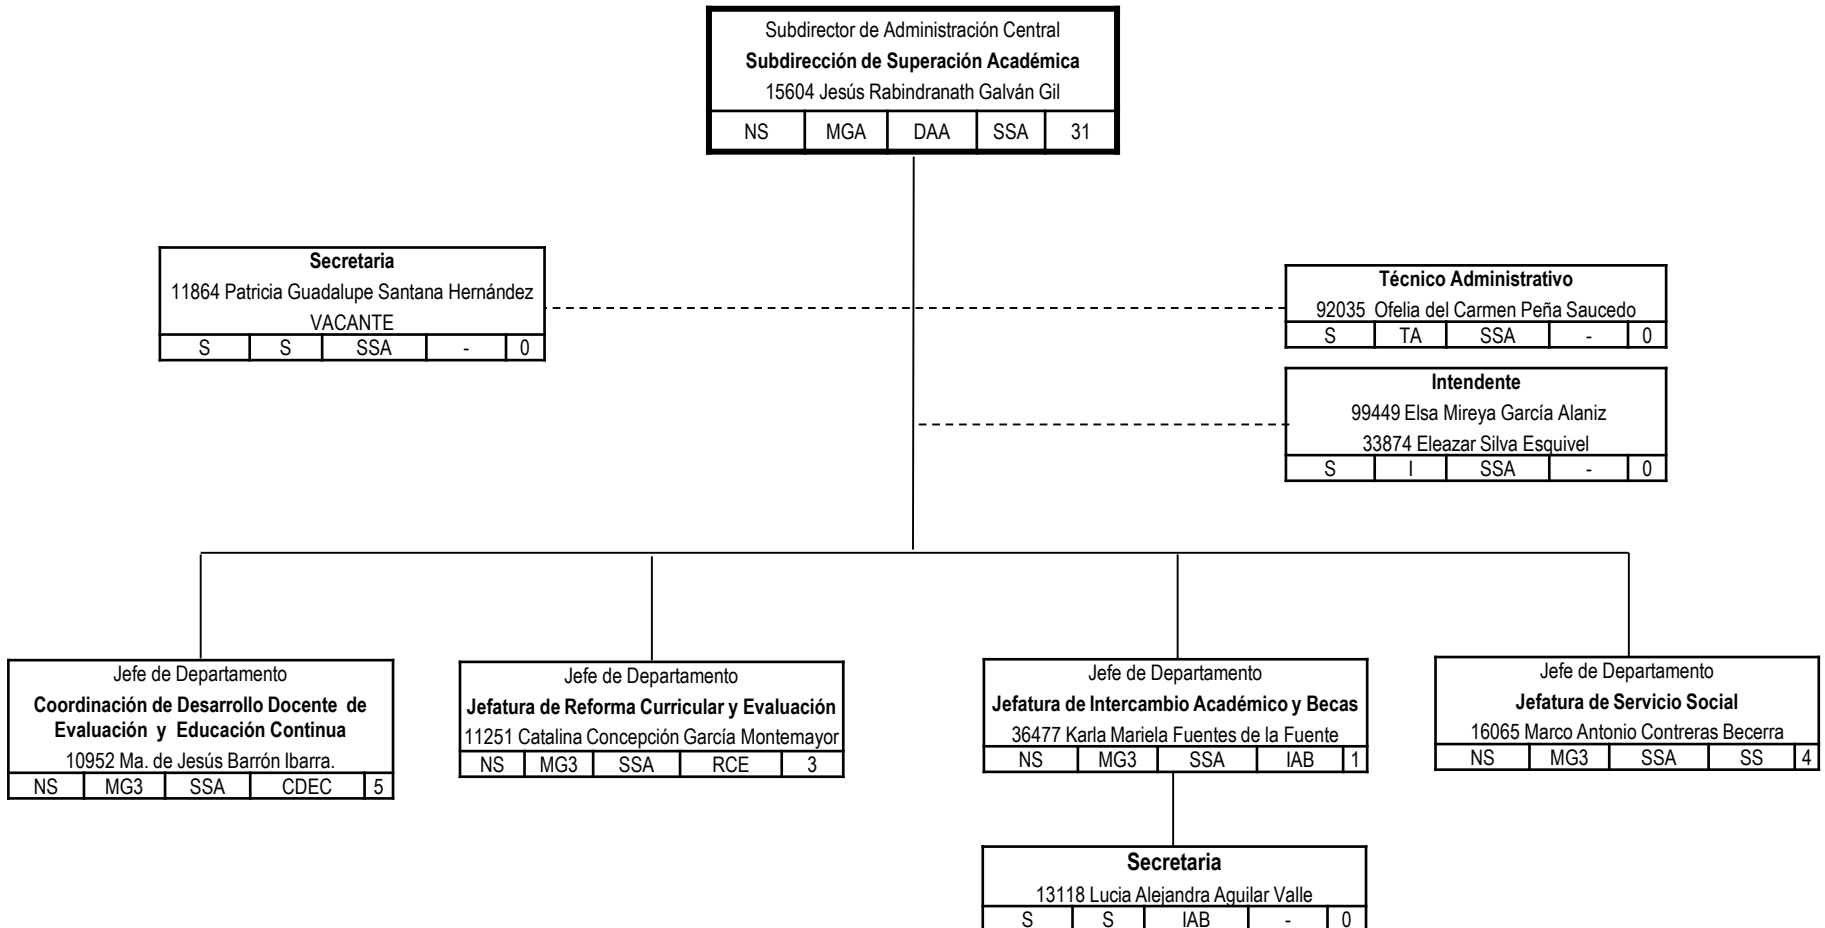 Subdirector de Administración Central
Subdirección de Superación Académica
15604 Jesús Rabindranath Galván Gil
NS MGA DAA SSA 31
Secretaria
11864 Patricia Guadalupe Santana Hernández
VACANTE
S S SSA - 0
Técnico Administrativo
92035 Ofelia del Carmen Peña Saucedo
S TA SSA - 0
Intendente
99449 Elsa Mireya García Alaniz
33874 Eleazar Silva Esquivel
S I SSA - 0
Jefe de Departamento
Coordinación de Desarrollo Docente de
Evaluación y Educación Continua
10952 Ma. de Jesús Barrón Ibarra.
NS MG3 SSA CDEC 5
Jefe de Departamento
Jefatura de Reforma Curricular y Evaluación
11251 Catalina Concepción García Montemayor
NS MG3 SSA RCE 3
Jefe de Departamento
Jefatura de Intercambio Académico y Becas
36477 Karla Mariela Fuentes de la Fuente
NS MG3 SSA IAB 1
Jefe de Departamento
Jefatura de Servicio Social
16065 Marco Antonio Contreras Becerra
NS MG3 SSA SS 4
Secretaria
13118 Lucia Alejandra Aguilar Valle
S S IAB - 0